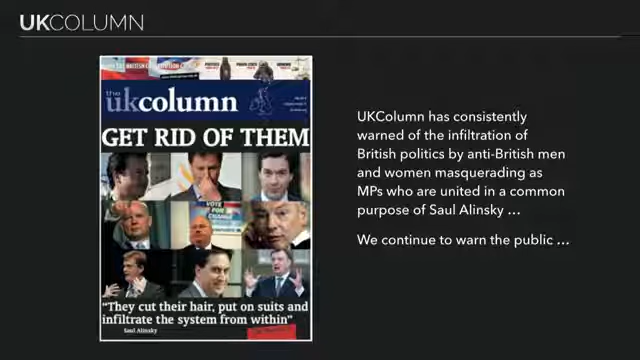 UKCOLUMN
the
ukcolumn
GET RID OF THEM
VOTE FOR
CHANGE
"They cut their hair, put on suits and
infiltrate the system from within"
Saul Alinsky
UKColumn has consistently
warned of the infiltration of
British politics by anti-British men
and women masquerading as
MPs who are united in a common
purpose of Saul Alinsky ...
We continue to warn the public ...